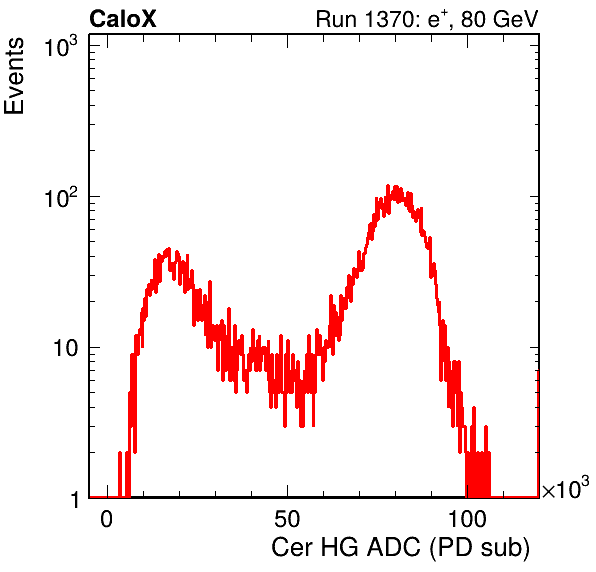 CaloX Run 1370: e⁺, 80 GeV
Events
10³
10²
10
1
0 50 100
×10³
Cer HG ADC (PD sub)